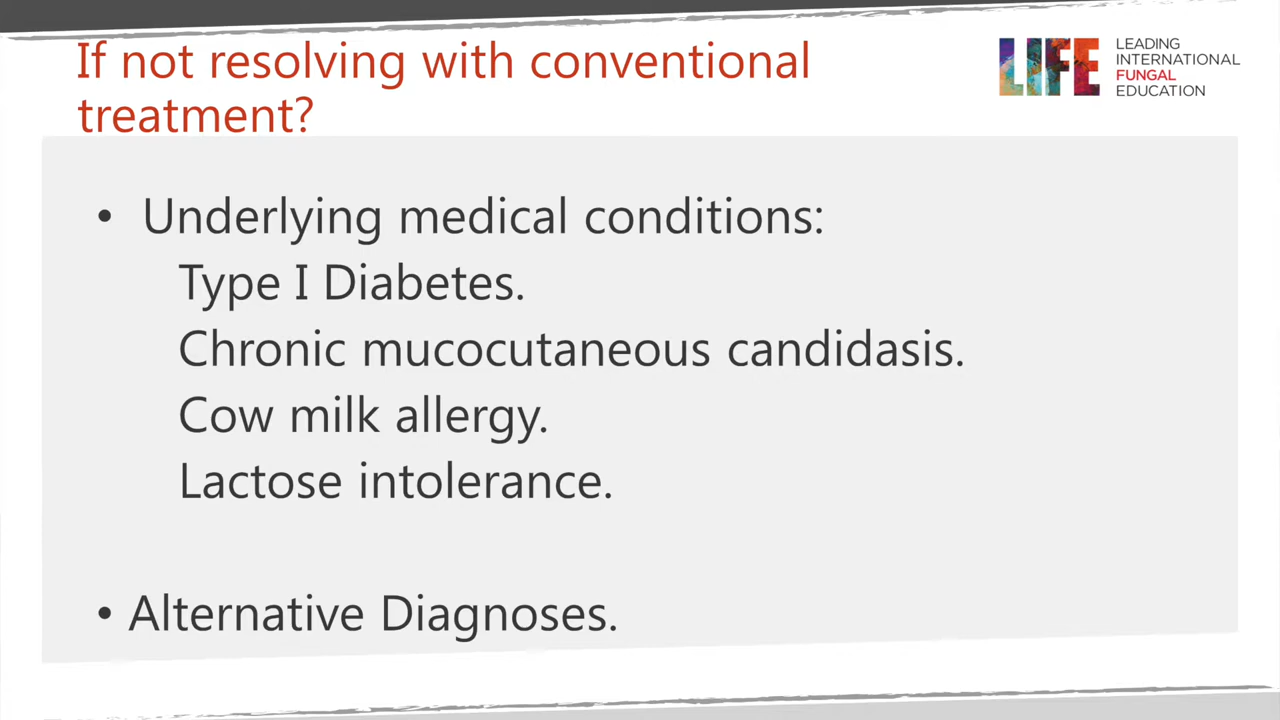 If not resolving with conventional
treatment?
LIFE
LEADING
INTERNATIONAL
FUNGAL
EDUCATION
• Underlying medical conditions:
Type I Diabetes.
Chronic mucocutaneous candidasis.
Cow milk allergy.
Lactose intolerance.
• Alternative Diagnoses.